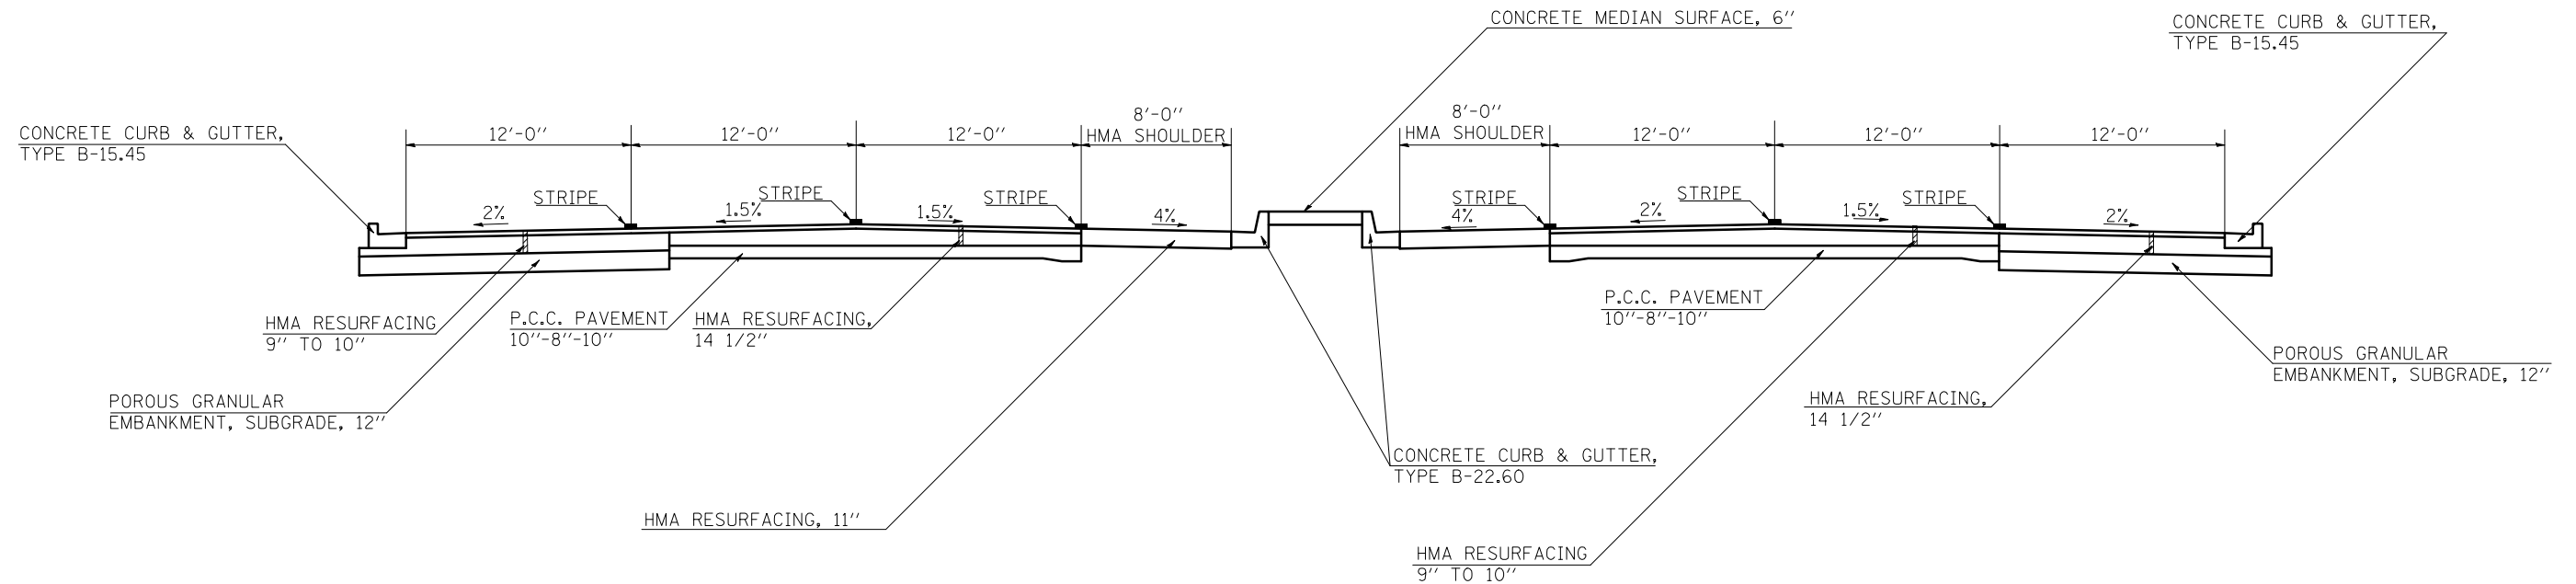 CONCRETE MEDIAN SURFACE, 6''
CONCRETE CURB & GUTTER,
TYPE B-15.45
CONCRETE CURB & GUTTER,
TYPE B-15.45
12'-0''
12'-0''
12'-0''
8'-0''
HMA SHOULDER
8'-0''
HMA SHOULDER
12'-0''
12'-0''
12'-0''
STRIPE
STRIPE
STRIPE
STRIPE
STRIPE
STRIPE
2%
1.5%
1.5%
4%
4%
2%
1.5%
2%
HMA RESURFACING
9'' TO 10''
P.C.C. PAVEMENT
10''-8''-10''
HMA RESURFACING,
14 1/2''
P.C.C. PAVEMENT
10''-8''-10''
POROUS GRANULAR
EMBANKMENT, SUBGRADE, 12''
POROUS GRANULAR
EMBANKMENT, SUBGRADE, 12''
HMA RESURFACING,
14 1/2''
CONCRETE CURB & GUTTER,
TYPE B-22.60
HMA RESURFACING, 11''
HMA RESURFACING
9'' TO 10''